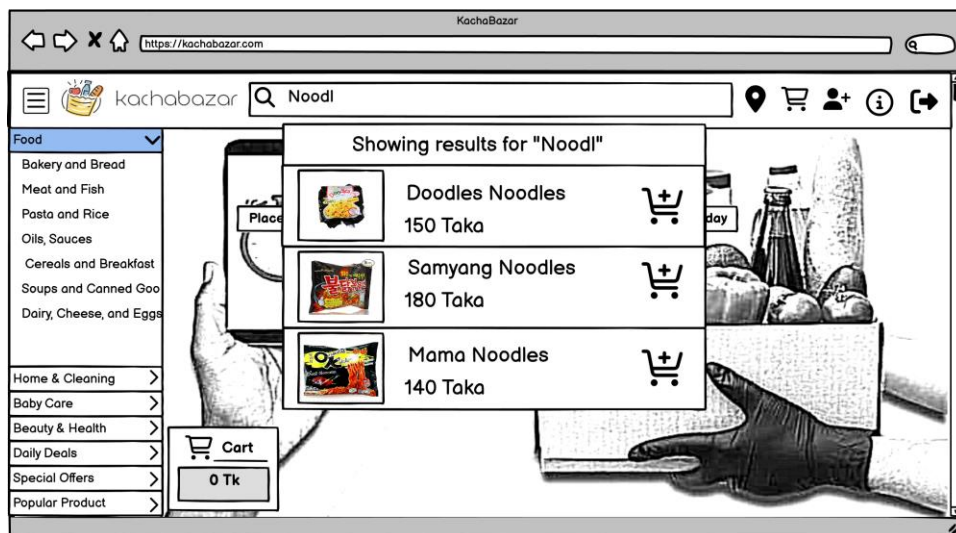 KachaBazar
https://kachabazar.com
kachabazar
Noodl
Food
Bakery and Bread
Meat and Fish
Pasta and Rice
Oils, Sauces
Cereals and Breakfast
Soups and Canned Goo
Dairy, Cheese, and Eggs
Home & Cleaning
Baby Care
Beauty & Health
Daily Deals
Special Offers
Popular Product
Showing results for "Noodl"
Doodles Noodles
150 Taka
Samyang Noodles
180 Taka
Mama Noodles
140 Taka
Place
day
Cart
0 Tk